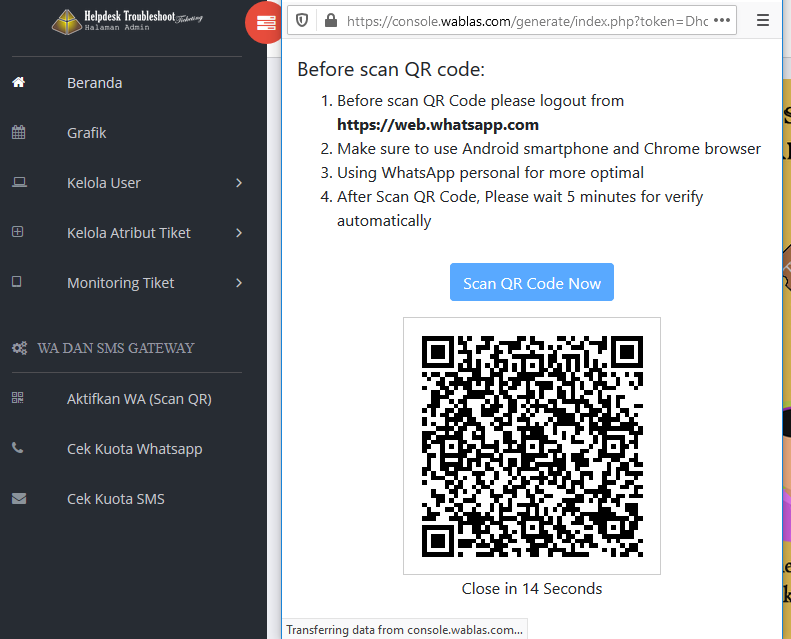 Helpdesk Troubleshoot Ticketing
Halaman Admin
Beranda
Grafik
Kelola User
Kelola Atribut Tiket
Monitoring Tiket
WA DAN SMS GATEWAY
Aktifkan WA (Scan QR)
Cek Kuota Whatsapp
Cek Kuota SMS
https://console.wablas.com/generate/index.php?token=Dhc
Before scan QR code:
1. Before scan QR Code please logout from
https://web.whatsapp.com
2. Make sure to use Android smartphone and Chrome browser
3. Using WhatsApp personal for more optimal
4. After Scan QR Code, Please wait 5 minutes for verify
automatically
Scan QR Code Now
Close in 14 Seconds
Transferring data from console.wablas.com...